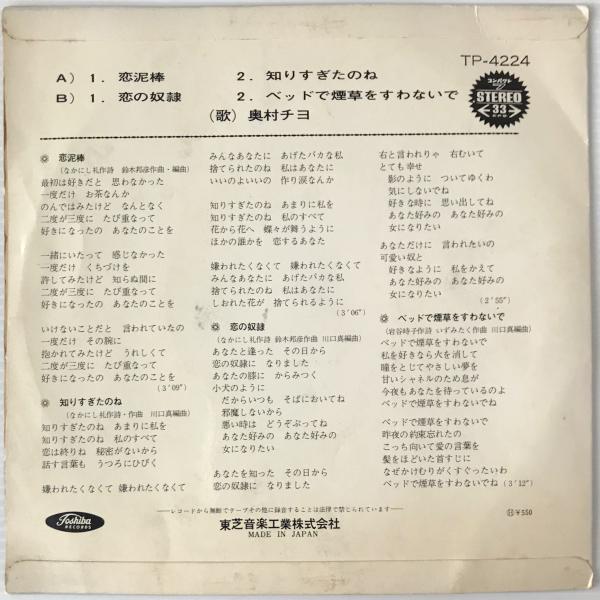 TP-4224
A) 1. 恋泥棒 2. 知りすぎたのね
B) 1. 恋の奴隷 2. ベッドで煙草をすわないで
(歌) 奥村チヨ
コンパクト
STEREO
33
RPM
恋泥棒
(なかにし礼作詩 鈴木邦彦作曲・編曲)
最初は好きだと 思わなかった
一度だけ お茶なんか
のんではみたけど なんとなく
二度が三度に たび重なって
好きになったの あなたのことを
一緒にいたって 感じなかった
一度だけ くちづけを
許してみたけど 知らぬ間に
二度が三度に たび重なって
好きになったの あなたのことを
いけないことだと 言われていたの
一度だけ その腕に
抱かれてみたけど うれしくて
二度が三度に たび重なって
好きになったの あなたのことを
(3′09″)
知りすぎたのね
(なかにし礼作詩・作曲 川口真編曲)
知りすぎたのね あまりに私を
知りすぎたのね 私のすべて
恋は終りね 秘密がないから
話す言葉も うつろにひびく
嫌われたくなくて 嫌われたくなくて
みんなあなたに あげたバカな私
捨てられたのね 私はあなたに
いいのよいいの 作り涙なんか
知りすぎたのね あまりに私を
知りすぎたのね 私のすべて
花から花へ 蝶々が舞うように
ほかの誰かを 恋するあなた
嫌われたくなくて 嫌われたくなくて
みんなあなたに あげたバカな私
捨てられたのね 私はあなたに
しおれた花が 捨てられるように
(3′06″)
恋の奴隷
(なかにし礼作詩 鈴木邦彦作曲 川口真編曲)
あなたと逢った その日から
恋の奴隷に なりました
あなたの膝に からみつく
小犬のように
だからいつも そばにおいてね
邪魔しないから
悪い時は どうぞぶってね
あなた好みの あなた好みの
女になりたい
あなたを知った その日から
恋の奴隷に なりました
右と言われりゃ 右むいて
とても幸せ
影のように ついてゆくわ
気にしないでね
好きな時に 思い出してね
あなた好みの あなた好みの
女になりたい
あなただけに 言われたいの
可愛い奴と
好きなように 私をかえて
あなた好みの あなた好みの
女になりたい
(2′55″)
ベッドで煙草をすわないで
(岩谷時子作詩 いずみたく作曲 川口真編曲)
ベッドで煙草をすわないで
私を好きなら火を消して
瞳をとじてやさしい夢を
甘いシャネルのため息が
今夜もあなたを待っているのよ
ベッドで煙草をすわないでね
ベッドで煙草をすわないで
昨夜の約束忘れたの
こっち向いて愛の言葉を
髪をほどいた首すじに
なぜかけむりがくすぐったいわ
ベッドで煙草をすわないでね (3′12″)
Toshiba
RECORDS
レコードから無断でテープその他に録音することは法律で禁じられています
東芝音楽工業株式会社
MADE IN JAPAN
Ⓗ¥550